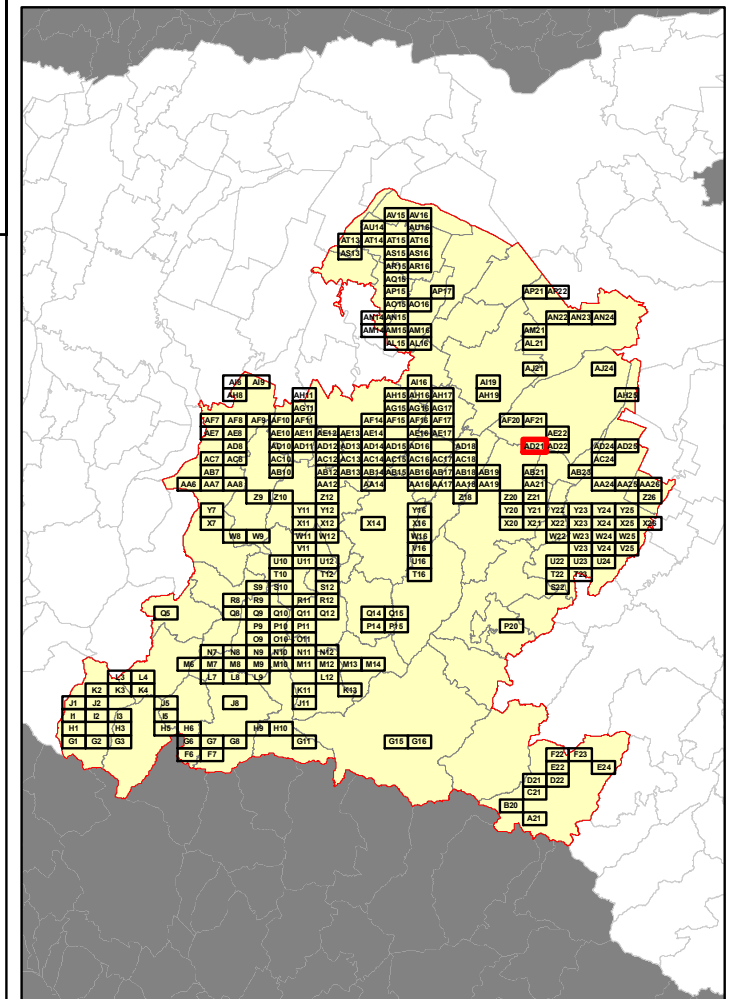 AV15 AV16
AU14 AU16
AT13 AT14 AT15 AT16
AS13 AS15 AS16
AR15 AR16
AQ15
AP15 AP17 AP21 AP22
AO15 AO16
AN14 AN15 AN22 AN23 AN24
AM14 AM15 AM16 AM21
AL15 AL16 AL21
AJ21 AJ24
AI8 AI9 AI16 AI19
AH8 AH11 AH15 AH16 AH17 AH19 AH25
AG11 AG15 AG16 AG17
AF7 AF8 AF9 AF10 AF11 AF14 AF15 AF16 AF17 AF20 AF21
AE7 AE8 AE10 AE11 AE12 AE13 AE14 AE16 AE17 AE22
AD8 AD10 AD11 AD12 AD13 AD14 AD15 AD16 AD18 AD21 AD22 AD24 AD25
AC7 AC8 AC12 AC13 AC14 AC15 AC16 AC17 AC18 AC24
AB7 AB10 AB12 AB13 AB14 AB15 AB16 AB17 AB18 AB19 AB21 AB23
AA6 AA7 AA8 AA12 AA14 AA16 AA17 AA18 AA19 AA21 AA24 AA25 AA26
Z9 Z10 Z12 Z18 Z20 Z21 Z26
Y7 Y11 Y12 Y16 Y20 Y21 Y22 Y23 Y24 Y25
X7 X11 X12 X14 X16 X20 X21 X22 X23 X24 X25 X26
W8 W9 W11 W12 W16 W22 W23 W24 W25
V11 V16 V23 V24 V25
U10 U11 U12 U16 U22 U23 U24
T10 T12 T16 T22 T23
S9 S10 S12 S22
R8 R9 R11 R12
Q5 Q8 Q9 Q10 Q11 Q12 Q14 Q15
P9 P10 P11 P14 P15 P20
O9 O10 O11
N7 N8 N9 N10 N11 N12
M6 M7 M8 M9 M10 M11 M12 M13 M14
L3 L4 L7 L8 L9 L12
K2 K3 K4 K11 K13
J1 J2 J5 J8 J11
I1 I2 I3 I5
H1 H3 H5 H6 H9 H10
G1 G2 G3 G6 G7 G8 G11 G15 G16
F6 F7 F22 F23
E22 E24
D21 D22
C21
B20
A21